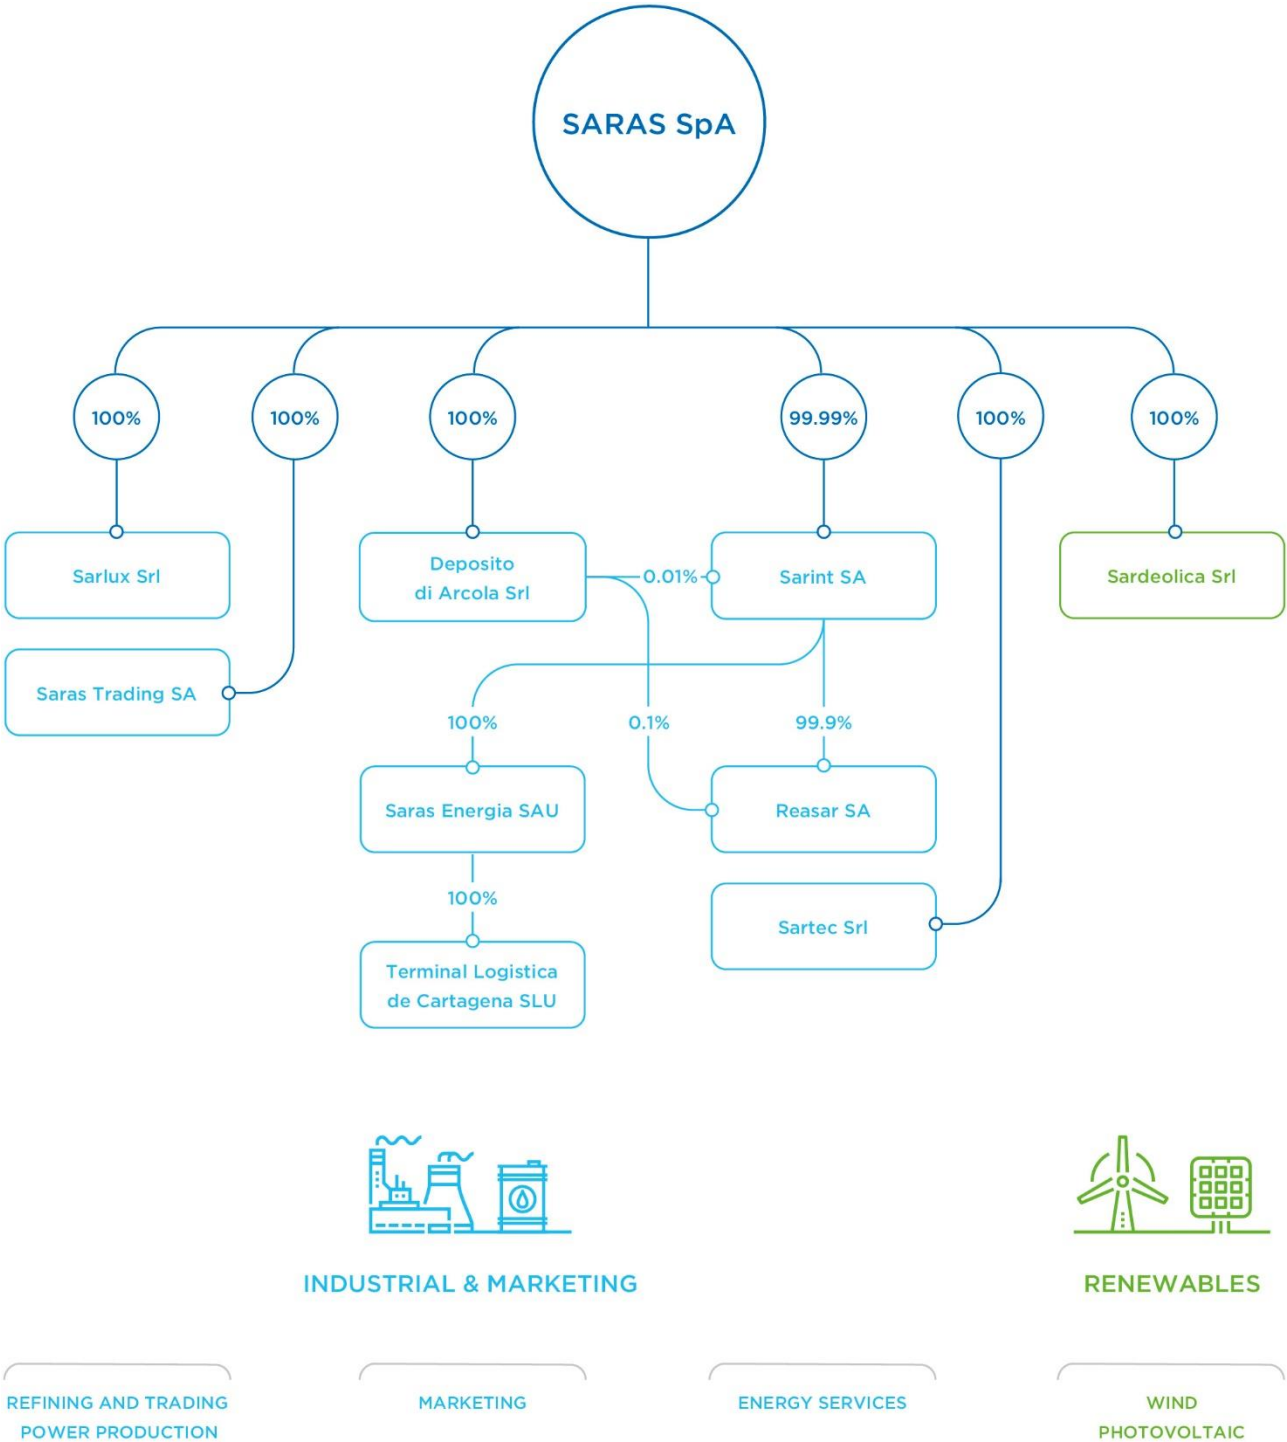 SARAS SpA
100%
100%
100%
99.99%
100%
100%
Sarlux Srl
Deposito
di Arcola Srl
0.01%
Sarint SA
Sardeolica Srl
Saras Trading SA
100%
0.1%
99.9%
Saras Energia SAU
Reasar SA
100%
Sartec Srl
Terminal Logistica
de Cartagena SLU
INDUSTRIAL & MARKETING
RENEWABLES
REFINING AND TRADING
POWER PRODUCTION
MARKETING
ENERGY SERVICES
WIND
PHOTOVOLTAIC